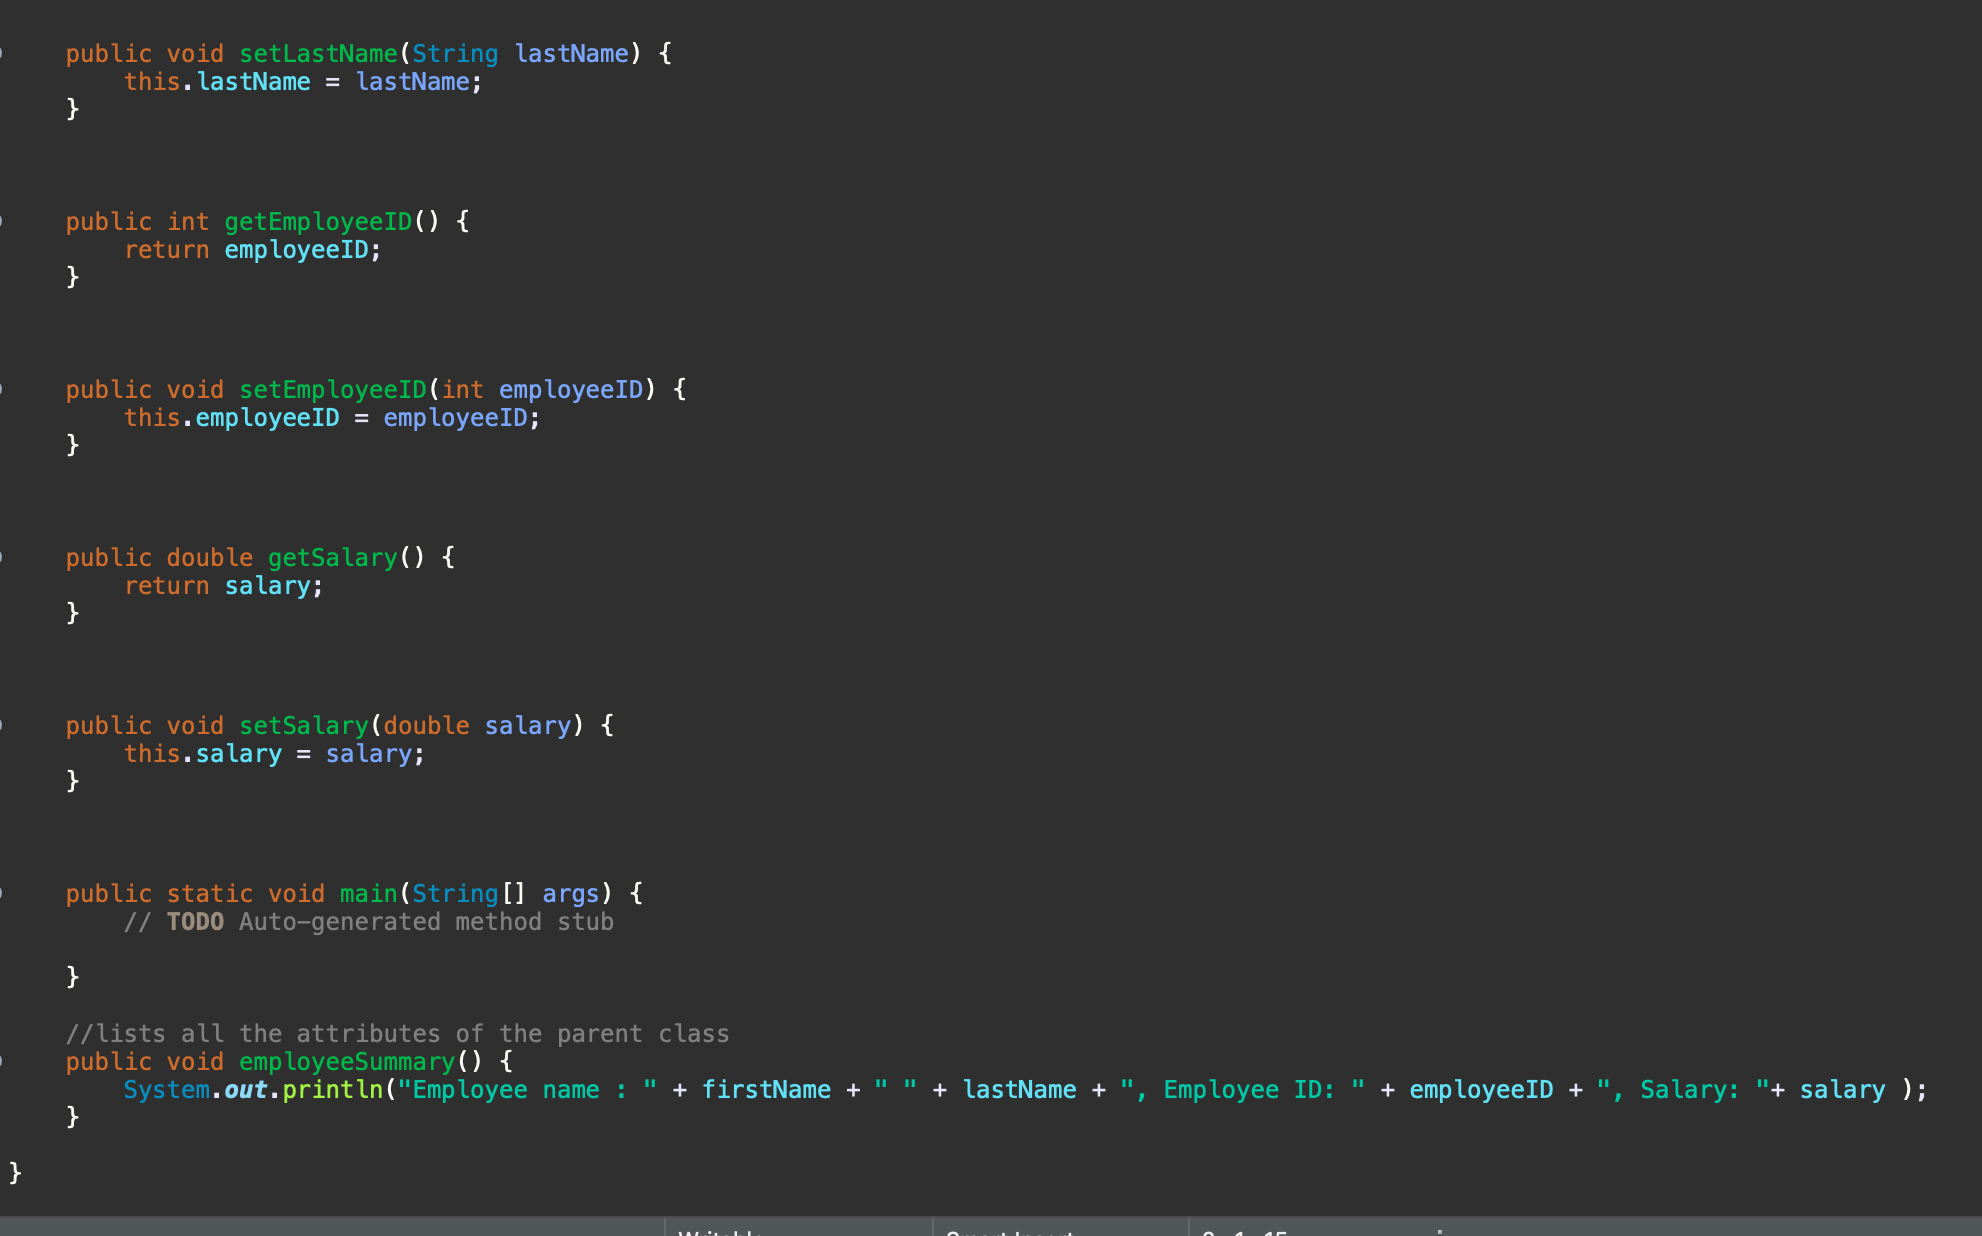 public void setLastName(String lastName) {
this.lastName = lastName;
}
public int getEmployeeID() {
return employeeID;
}
public void setEmployeeID(int employeeID) {
this.employeeID = employeeID;
}
public double getSalary() {
return salary;
}
public void setSalary(double salary) {
this.salary = salary;
}
public static void main(String[] args) {
// TODO Auto-generated method stub
}
//lists all the attributes of the parent class
public void employeeSummary() {
System.out.println("Employee name : " + firstName + " " + lastName + ", Employee ID: " + employeeID + ", Salary: "+ salary );
}
}